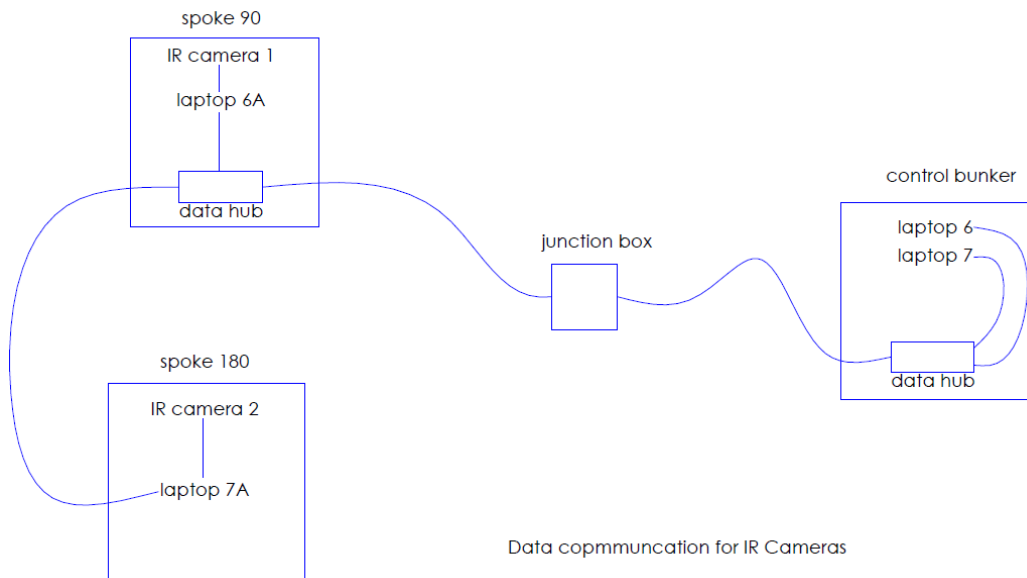 spoke 90
IR camera 1
laptop 6A
data hub
control bunker
laptop 6
laptop 7
junction box
data hub
spoke 180
IR camera 2
laptop 7A
Data copmmuncation for IR Cameras